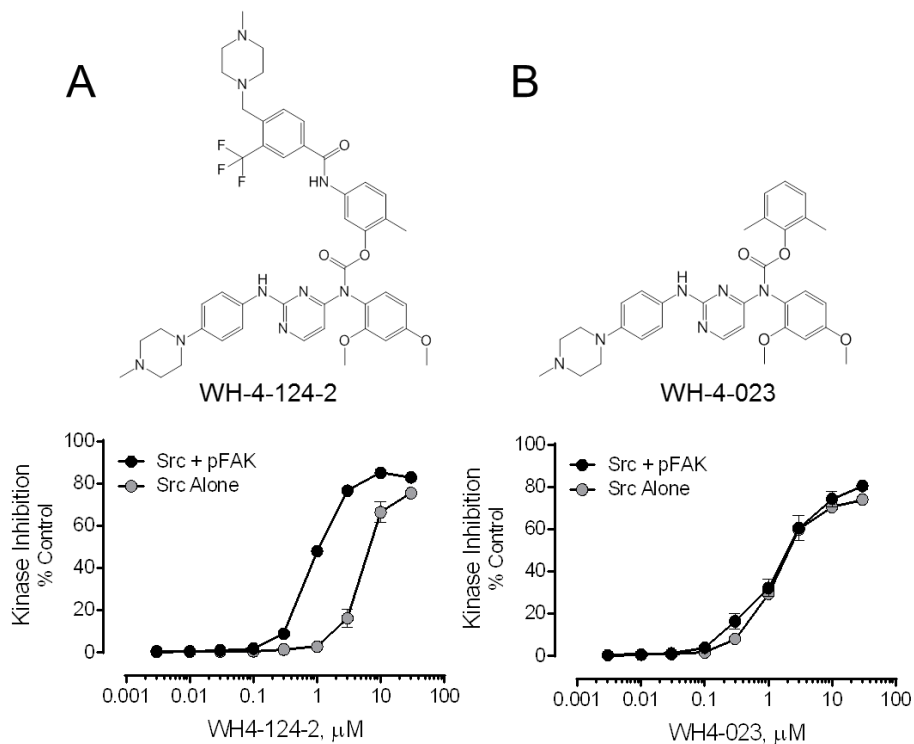 A
B
N
N
F
F
F
O
HN
O
O
H
N
N
N
N
N
N
O
O
WH-4-124-2
O
O
H
N
N
N
N
N
N
O
O
WH-4-023
Src + pFAK
Src Alone
Kinase Inhibition
% Control
100
80
60
40
20
0
0.001
0.01
0.1
1
10
100
WH4-124-2, µM
Src + pFAK
Src Alone
Kinase Inhibition
% Control
100
80
60
40
20
0
0.001
0.01
0.1
1
10
100
WH4-023, µM